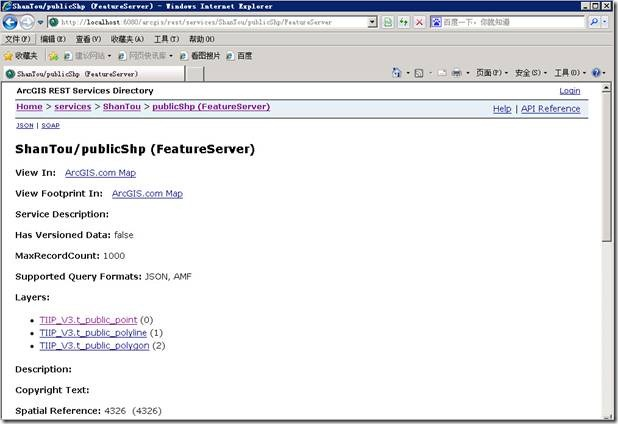 ShanTou/publicShp (FeatureServer) - Windows Internet Explorer
http://localhost:6080/arcgis/rest/services/ShanTou/publicShp/FeatureServer
百度一下，你就知道
文件(F) 编辑(E) 查看(V) 收藏夹(A) 工具(T) 帮助(H)
收藏夹 建议网站 网页快讯库 看图照片 百度
ShanTou/publicShp (FeatureServer)
页面(P) 安全(S) 工具(O)
ArcGIS REST Services Directory Login
Home > services > ShanTou > publicShp (FeatureServer) Help | API Reference
JSON | SOAP
ShanTou/publicShp (FeatureServer)
View In: ArcGIS.com Map
View Footprint In: ArcGIS.com Map
Service Description:
Has Versioned Data: false
MaxRecordCount: 1000
Supported Query Formats: JSON, AMF
Layers:
TIIP_V3.t_public_point (0)
TIIP_V3.t_public_polyline (1)
TIIP_V3.t_public_polygon (2)
Description:
Copyright Text:
Spatial Reference: 4326 (4326)